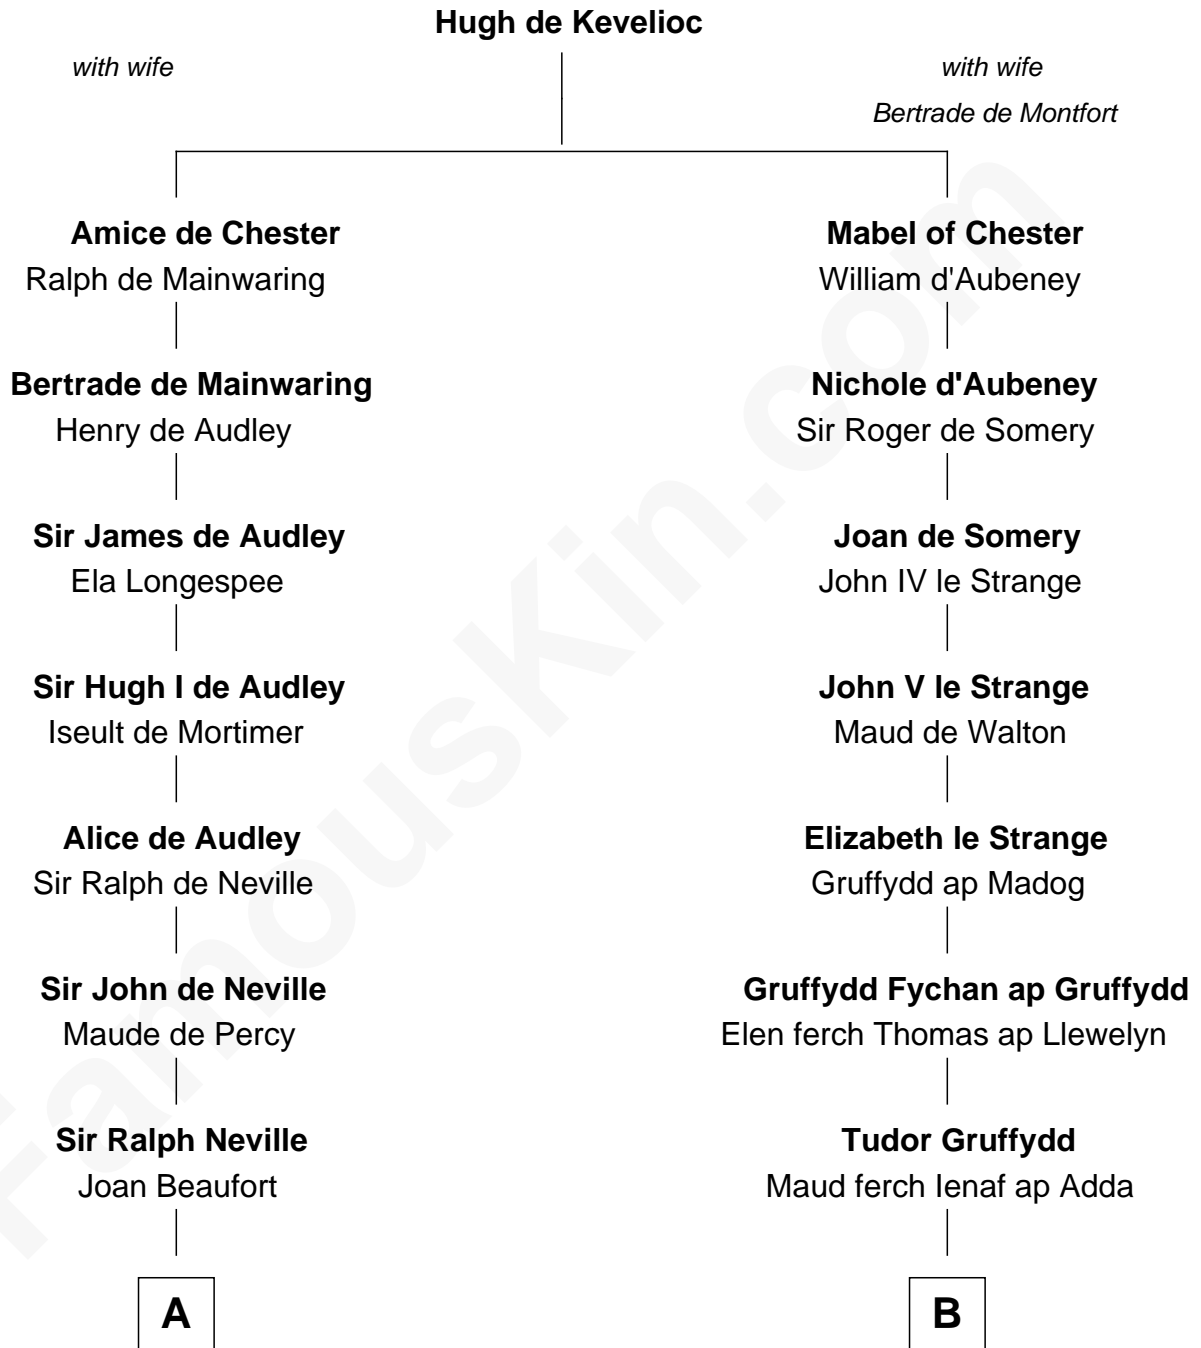 Hugh de Kevelioc
with wife
with wife
Bertrade de Montfort
Amice de Chester
Ralph de Mainwaring
Mabel of Chester
William d'Aubeney
Bertrade de Mainwaring
Henry de Audley
Nichole d'Aubeney
Sir Roger de Somery
Sir James de Audley
Ela Longespee
Joan de Somery
John IV le Strange
Sir Hugh I de Audley
Iseult de Mortimer
John V le Strange
Maud de Walton
Alice de Audley
Sir Ralph de Neville
Elizabeth le Strange
Gruffydd ap Madog
Sir John de Neville
Maude de Percy
Gruffydd Fychan ap Gruffydd
Elen ferch Thomas ap Llewelyn
Sir Ralph Neville
Joan Beaufort
Tudor Gruffydd
Maud ferch Ienaf ap Adda
A
B
FamousKin.com